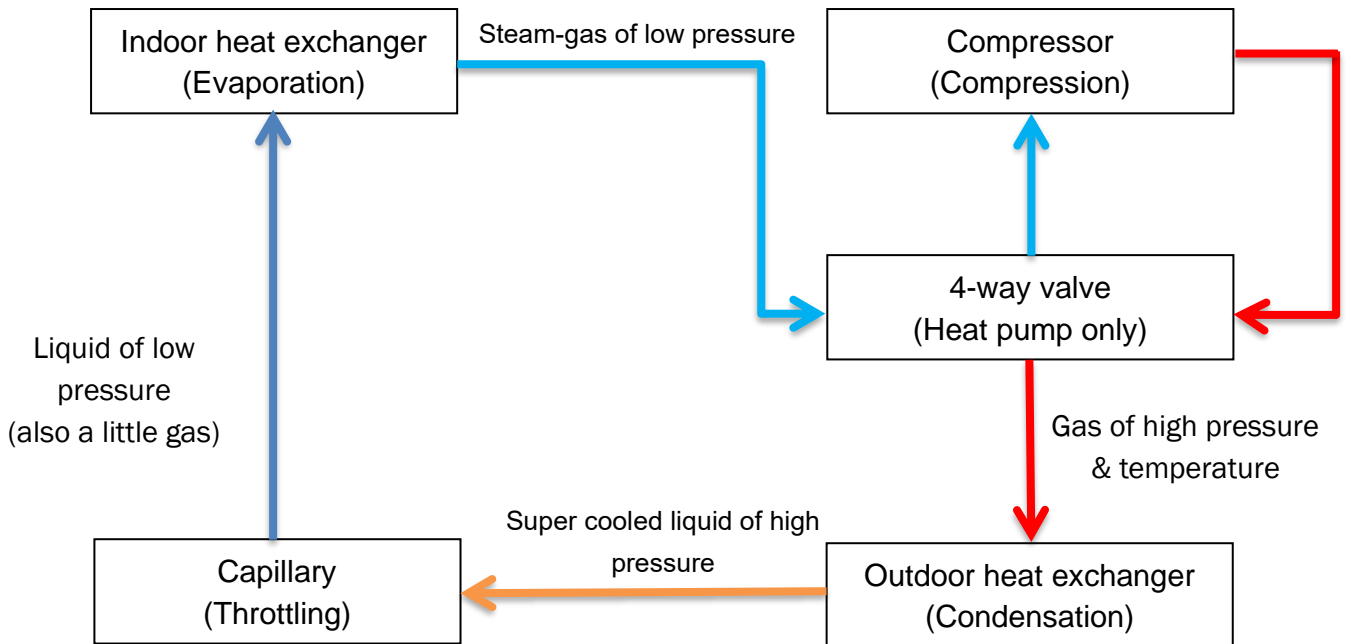 Indoor heat exchanger
(Evaporation)
Steam-gas of low pressure
Compressor
(Compression)
4-way valve
(Heat pump only)
Liquid of low
pressure
(also a little gas)
Gas of high pressure
& temperature
Super cooled liquid of high
pressure
Capillary
(Throttling)
Outdoor heat exchanger
(Condensation)